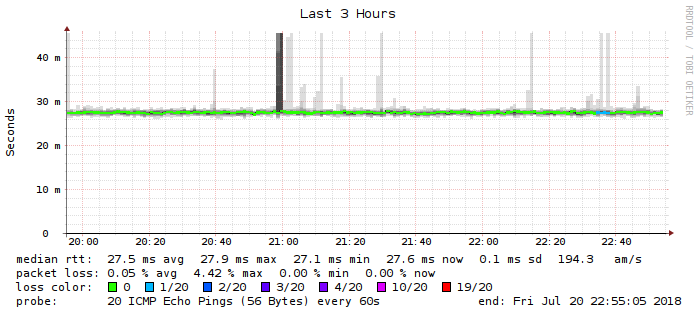 Last 3 Hours
RRDTOOL / TOBI OETIKER
Seconds
40 m
30 m
20 m
10 m
0
20:00 20:20 20:40 21:00 21:20 21:40 22:00 22:20 22:40
median rtt: 27.5 ms avg 27.9 ms max 27.1 ms min 27.6 ms now 0.1 ms sd 194.3 am/s
packet loss: 0.05 % avg 4.42 % max 0.00 % min 0.00 % now
loss color: 0 1/20 2/20 3/20 4/20 10/20 19/20
probe: 20 ICMP Echo Pings (56 Bytes) every 60s end: Fri Jul 20 22:55:05 2018